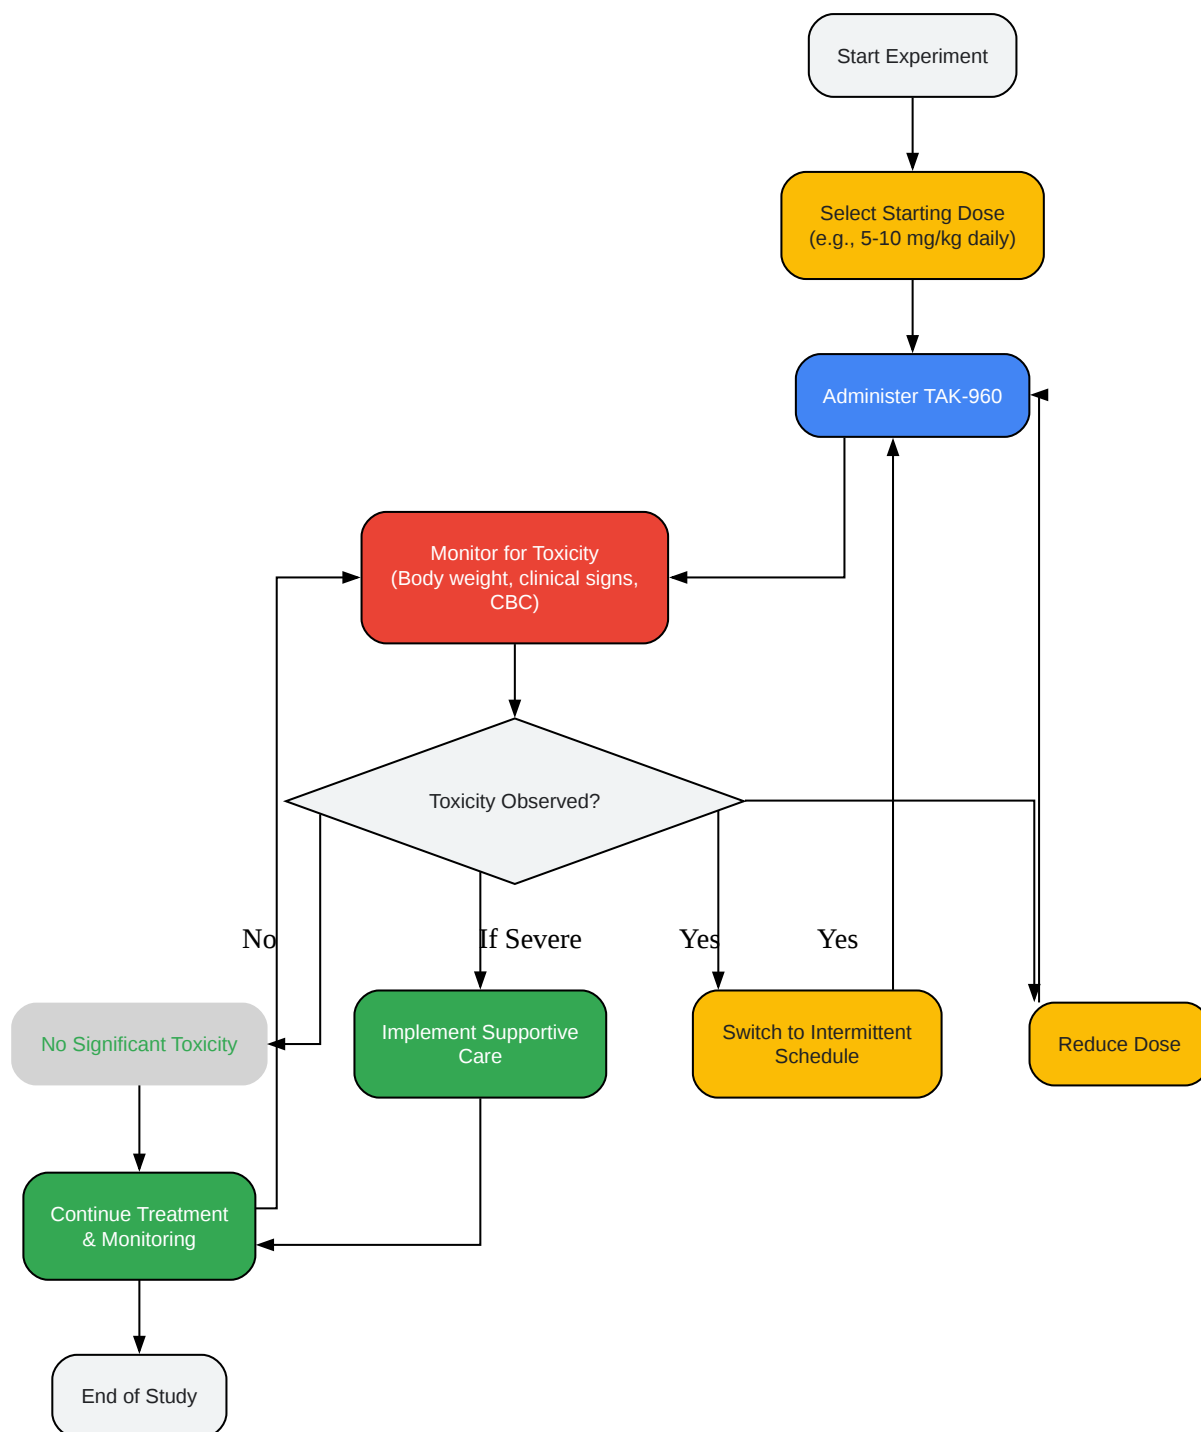 Start Experiment
Select Starting Dose
(e.g., 5-10 mg/kg daily)
Administer TAK-960
Monitor for Toxicity
(Body weight, clinical signs,
CBC)
Toxicity Observed?
No
If Severe
Yes
Yes
No Significant Toxicity
Implement Supportive
Care
Switch to Intermittent
Schedule
Reduce Dose
Continue Treatment
& Monitoring
End of Study